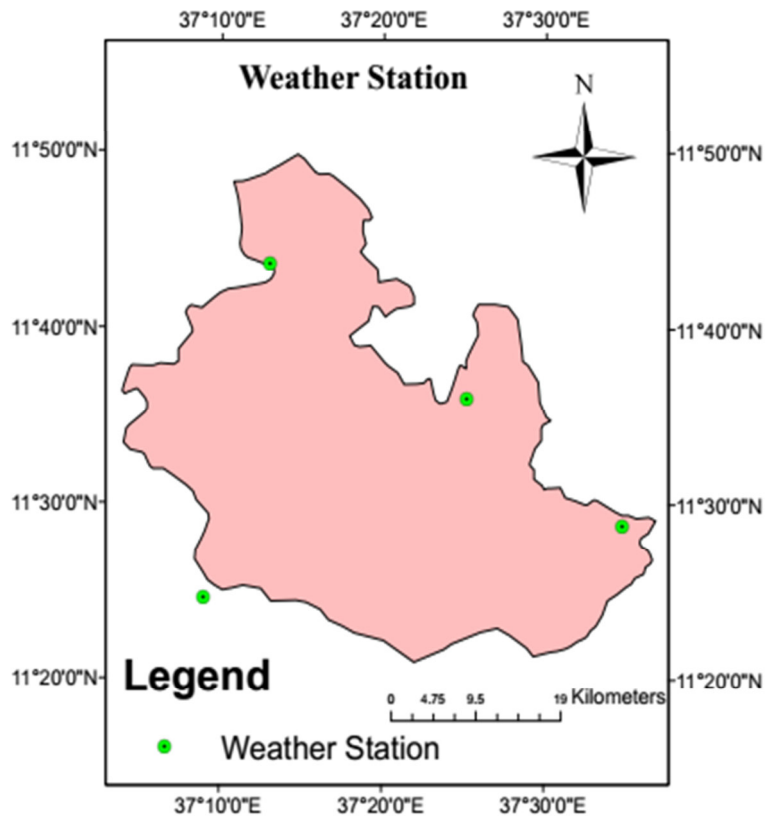 37°10'0"E 37°20'0"E 37°30'0"E
Weather Station
N
11°50'0"N 11°50'0"N
11°40'0"N 11°40'0"N
11°30'0"N 11°30'0"N
11°20'0"N 11°20'0"N
Legend
0 4.75 9.5 19 Kilometers
Weather Station
37°10'0"E 37°20'0"E 37°30'0"E